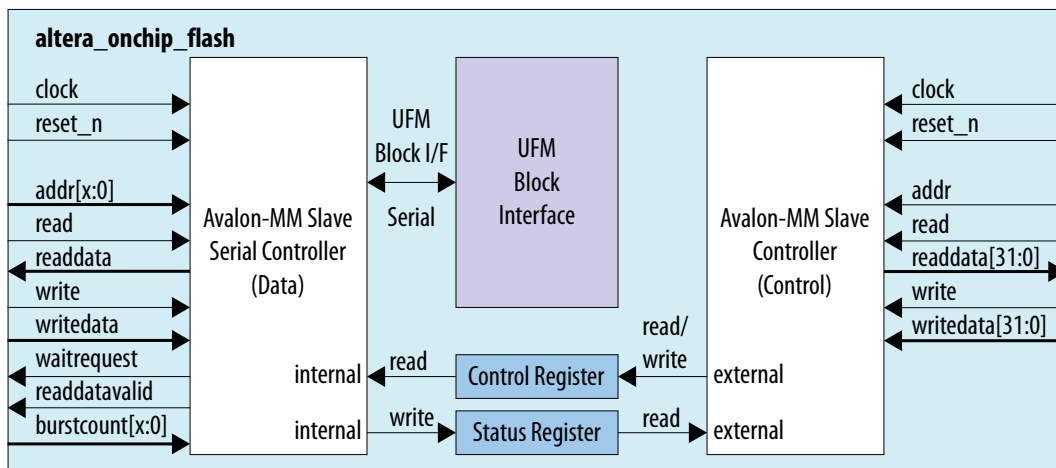 altera_onchip_flash
clock
reset_n
addr[x:0]
read
readdata
write
writedata
waitrequest
readdatavalid
burstcount[x:0]
Avalon-MM Slave
Serial Controller
(Data)
internal
internal
UFM
Block I/F
Serial
UFM
Block
Interface
read
Control Register
read/
write
write
Status Register
read
Avalon-MM Slave
Controller
(Control)
external
external
clock
reset_n
addr
read
readdata[31:0]
write
writedata[31:0]